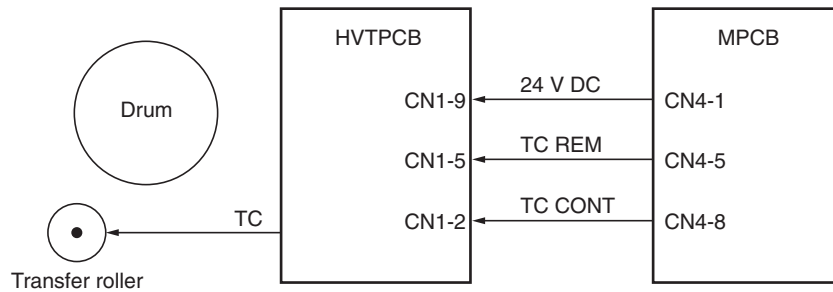 HVTPCB
MPCB
Drum
CN1-9
24 V DC
CN4-1
CN1-5
TC REM
CN4-5
TC
CN1-2
TC CONT
CN4-8
Transfer roller